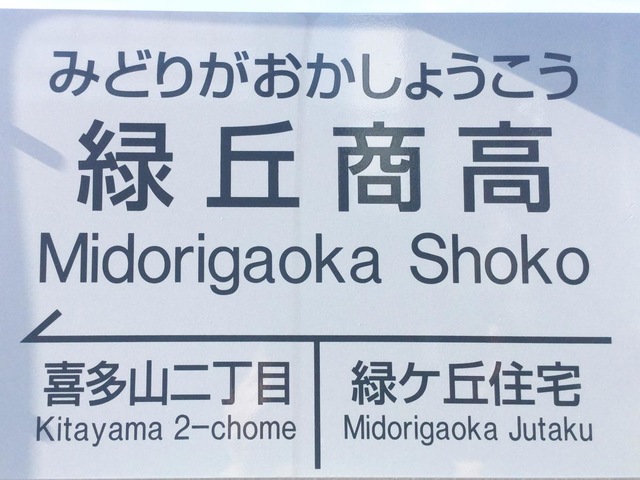 みどりがおかしょうこう
緑丘商高
Midorigaoka Shoko
喜多山二丁目
Kitayama 2-chome
緑ケ丘住宅
Midorigaoka Jutaku